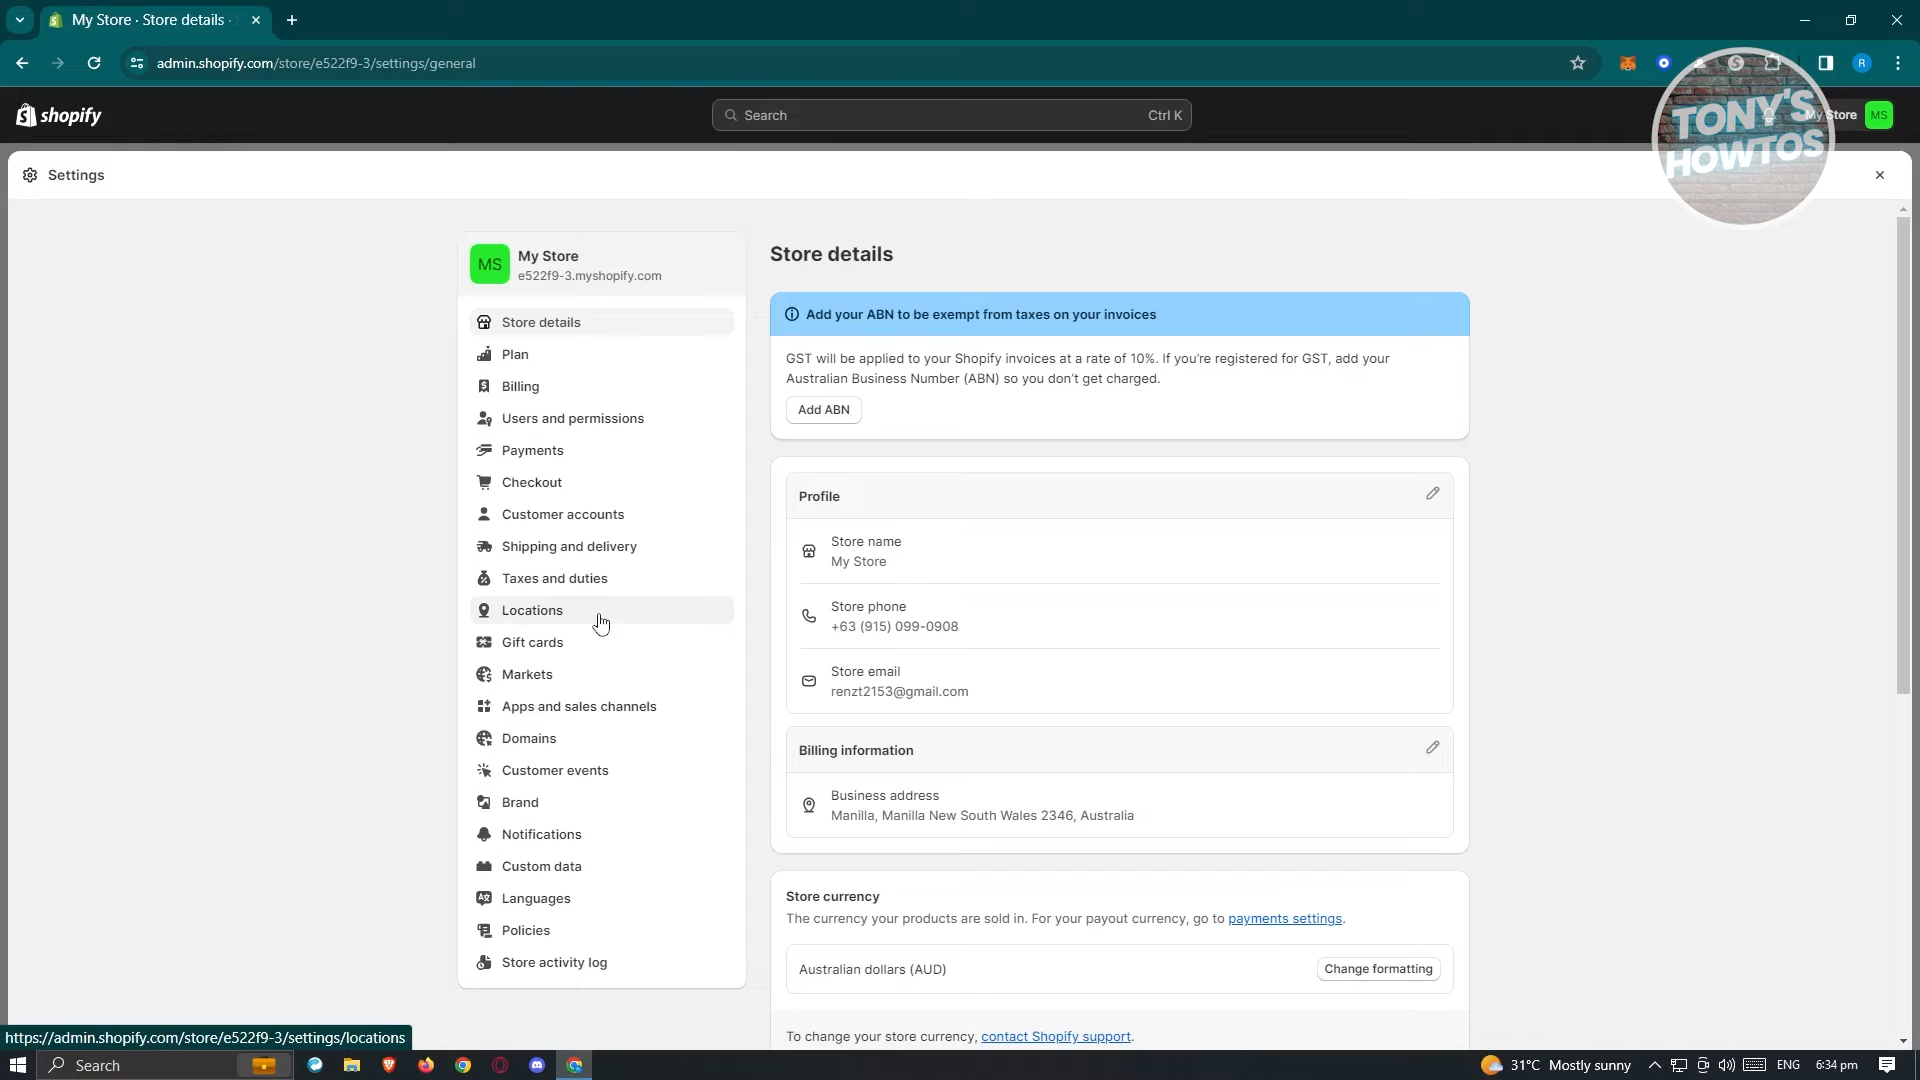 My Store · Store details ·
admin.shopify.com/store/e522f9-3/settings/general
R
shopify
Search
Ctrl K
My Store
MS
TONY'S
HOWTOS
Settings
MS
My Store
e522f9-3.myshopify.com
Store details
Plan
Billing
Users and permissions
Payments
Checkout
Customer accounts
Shipping and delivery
Taxes and duties
Locations
Gift cards
Markets
Apps and sales channels
Domains
Customer events
Brand
Notifications
Custom data
Languages
Policies
Store activity log
Store details
Add your ABN to be exempt from taxes on your invoices
GST will be applied to your Shopify invoices at a rate of 10%. If you’re registered for GST, add your
Australian Business Number (ABN) so you don’t get charged.
Add ABN
Profile
Store name
My Store
Store phone
+63 (915) 099-0908
Store email
renzt2153@gmail.com
Billing information
Business address
Manilla, Manilla New South Wales 2346, Australia
Store currency
The currency your products are sold in. For your payout currency, go to payments settings.
Australian dollars (AUD)
Change formatting
To change your store currency, contact Shopify support.
https://admin.shopify.com/store/e522f9-3/settings/locations
Search
31°C Mostly sunny
ENG
6:34 pm